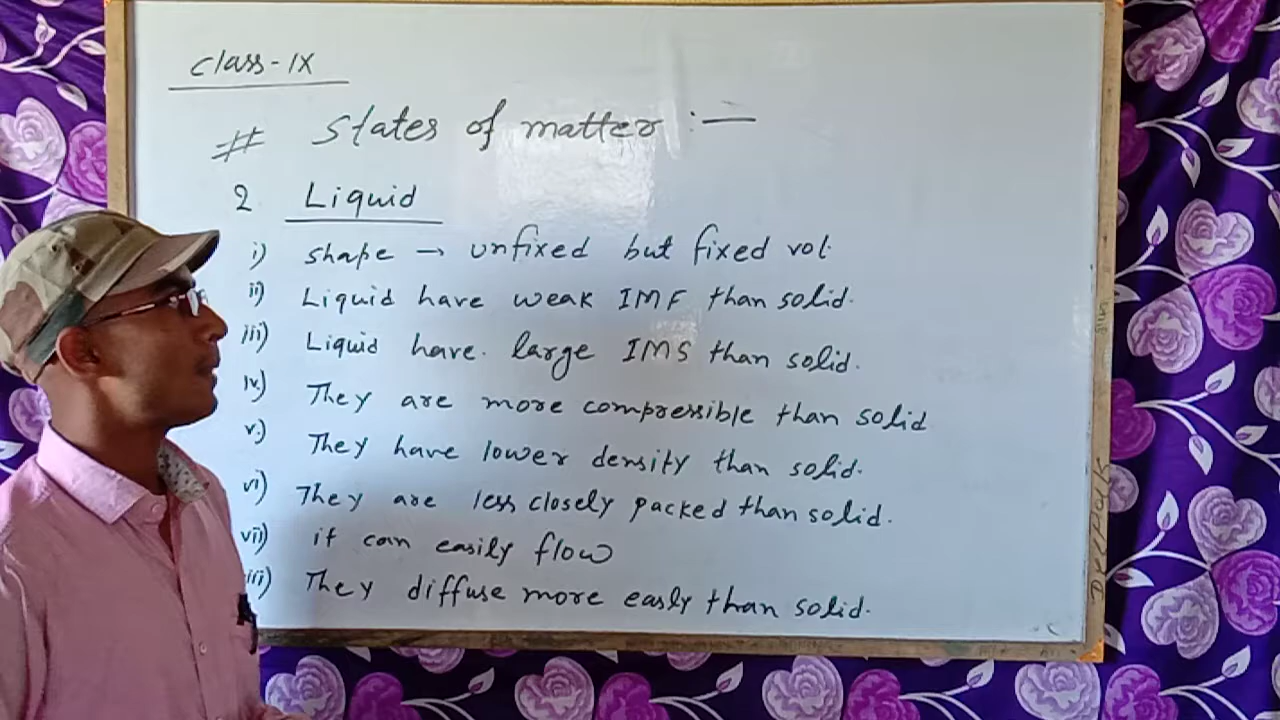 Class-IX
# States of matter :-
2 Liquid
i) shape → unfixed but fixed vol.
ii) Liquid have weak IMF than solid.
iii) Liquid have. large IMS than solid.
iv.) They are more compressible than solid
v.) They have lower density than solid.
vi) They are less closely packed than solid.
vii) it can easily flow
viii) They diffuse more easly than solid.